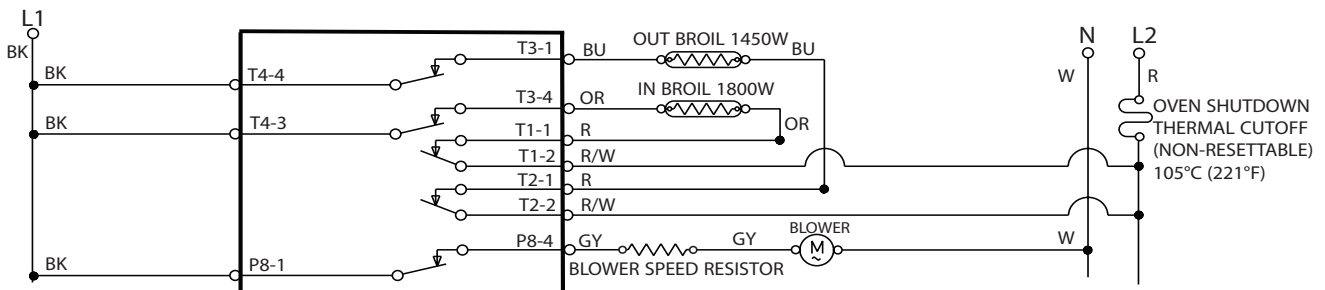 L1
N
L2
BK
BK
T4-4
T3-1
BU
OUT BROIL 1450W
BU
W
R
BK
T4-3
T3-4
OR
IN BROIL 1800W
OR
OVEN SHUTDOWN
THERMAL CUTOFF
(NON-RESETTABLE)
105°C (221°F)
T1-1
R
T1-2
R/W
T2-1
R
T2-2
R/W
BK
P8-1
P8-4
GY
BLOWER SPEED RESISTOR
GY
BLOWER
M
~
W